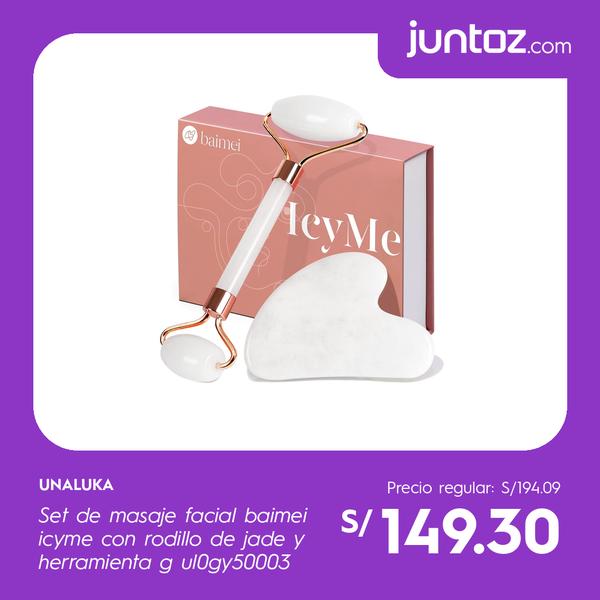 juntoz.com
baimei
IcyMe
UNALUKA
Set de masaje facial baimei
icyme con rodillo de jade y
herramienta g ul0gy50003
Precio regular: S/194.09
S/149.30